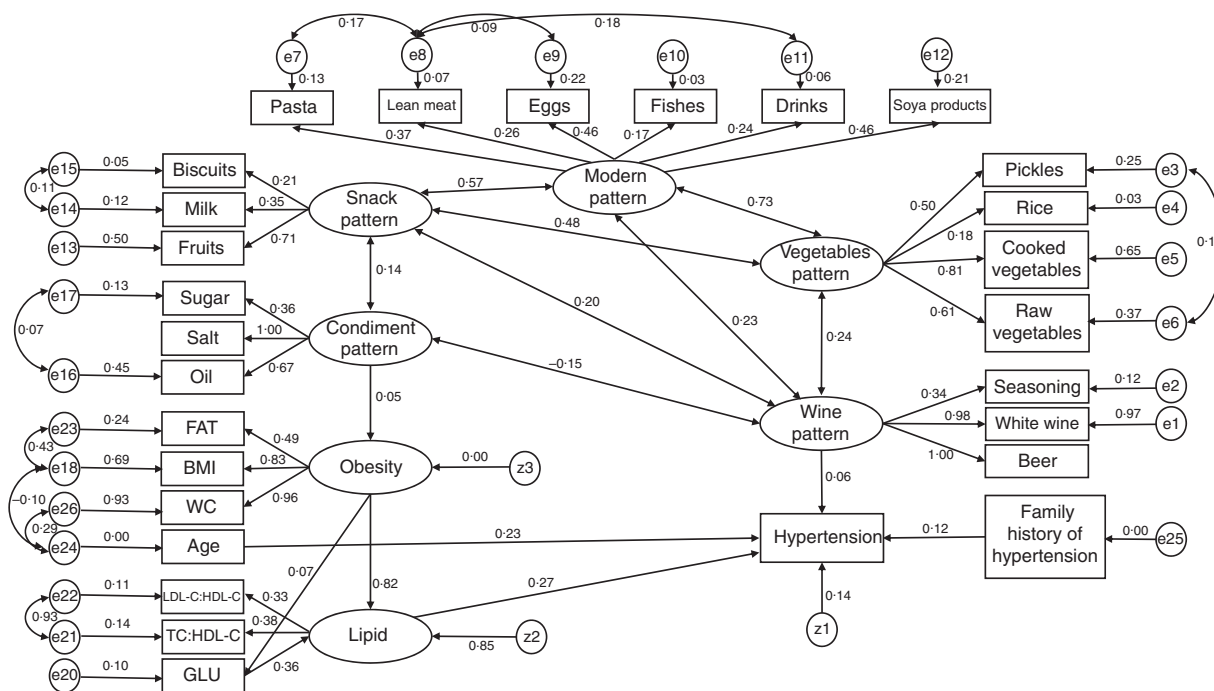 0·17
0·09
0·18
e7
e8
e9
e10
e11
e12
0·13
0·07
0·22
0·03
0·06
0·21
Pasta
Lean meat
Eggs
Fishes
Drinks
Soya products
0·37
0·26
0·46
0·17
0·24
0·46
Modern
pattern
e15
0·05
Biscuits
0·11
e14
0·12
Milk
e13
0·50
Fruits
0·21
0·35
0·71
Snack
pattern
0·57
0·73
0·48
0·14
0·20
0·23
Vegetables
pattern
0·50
0·18
0·81
0·61
Pickles
0·25
e3
Rice
0·03
e4
Cooked
vegetables
0·65
e5
Raw
vegetables
0·37
e6
0·1
e17
0·13
Sugar
0·07
Salt
e16
0·45
Oil
0·36
1·00
0·67
Condiment
pattern
–0·15
0·24
0·05
Wine
pattern
0·34
0·98
1·00
Seasoning
0·12
e2
White wine
0·97
e1
Beer
0·06
e23
0·24
FAT
0·43
e18
0·69
BMI
–0·10
e26
0·93
WC
0·29
e24
0·00
Age
0·49
0·83
0·96
Obesity
0·00
z3
0·23
Hypertension
0·12
Family
history of
hypertension
0·00
e25
0·07
0·82
0·27
0·14
z1
e22
0·11
LDL-C:HDL-C
0·93
e21
0·14
TC:HDL-C
e20
0·10
GLU
0·33
0·38
0·36
Lipid
0·85
z2